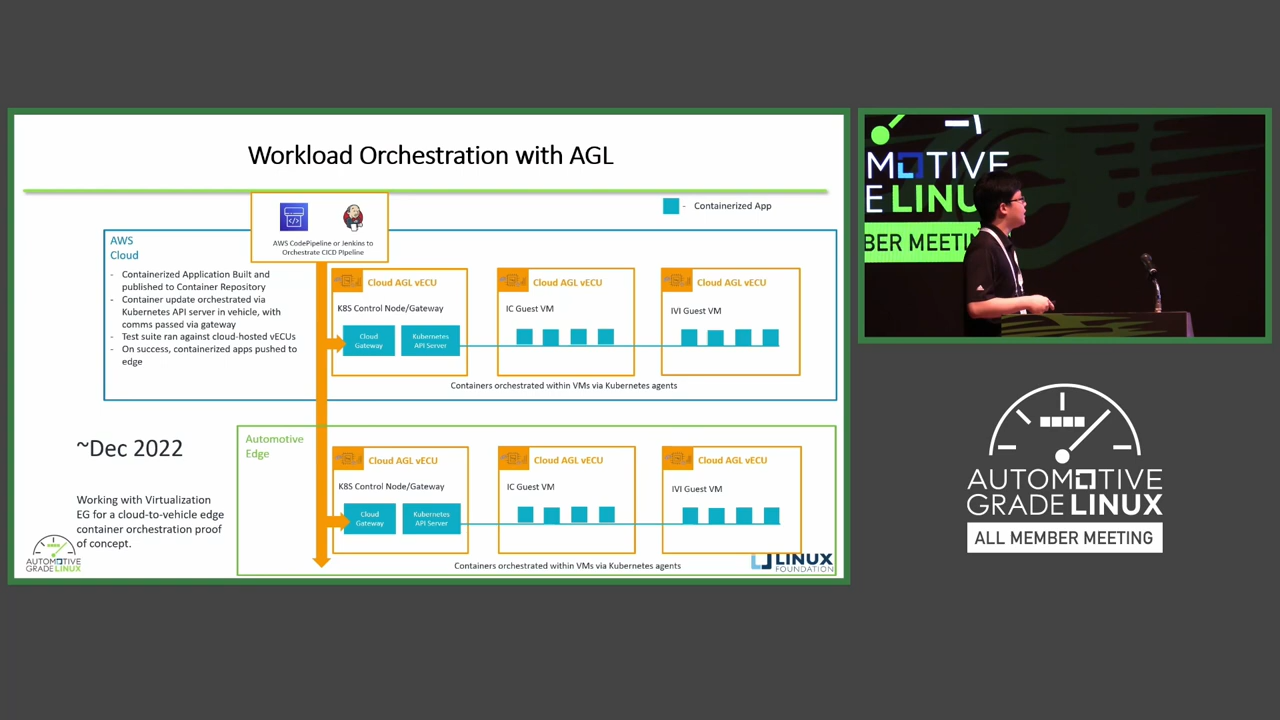 Workload Orchestration with AGL
AWS CodePipeline or Jenkins to
Orchestrate CICD Pipeline
- Containerized App
AWS
Cloud
- Containerized Application Built and
published to Container Repository
- Container update orchestrated via
Kubernetes API server in vehicle, with
comms passed via gateway
- Test suite ran against cloud-hosted vECUs
- On success, containerized apps pushed to
edge
Cloud AGL vECU
K8S Control Node/Gateway
Cloud
Gateway
Kubernetes
API Server
Cloud AGL vECU
IC Guest VM
Cloud AGL vECU
IVI Guest VM
Containers orchestrated within VMs via Kubernetes agents
~Dec 2022
Working with Virtualization
EG for a cloud-to-vehicle edge
container orchestration proof
of concept.
Automotive
Edge
Cloud AGL vECU
K8S Control Node/Gateway
Cloud
Gateway
Kubernetes
API Server
Cloud AGL vECU
IC Guest VM
Cloud AGL vECU
IVI Guest VM
Containers orchestrated within VMs via Kubernetes agents
AUTOMOTIVE
GRADE LINUX
LINUX
FOUNDATION
MOTIVE
E LINU
BER MEETIN
AUTOMOTIVE
GRADE LINUX
ALL MEMBER MEETING